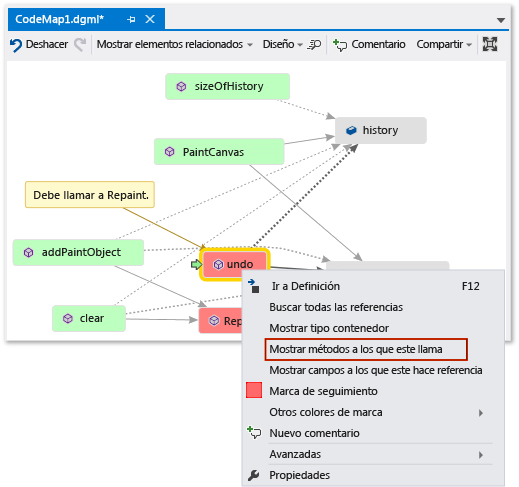 CodeMap1.dgml*
Deshacer Mostrar elementos relacionados Diseño Comentario Compartir
sizeOfHistory
history
PaintCanvas
Debe llamar a Repaint.
addPaintObject
undo
clear
Rep
Ir a Definición F12
Buscar todas las referencias
Mostrar tipo contenedor
Mostrar métodos a los que este llama
Mostrar campos a los que este hace referencia
Marca de seguimiento
Otros colores de marca
Nuevo comentario
Avanzadas
Propiedades